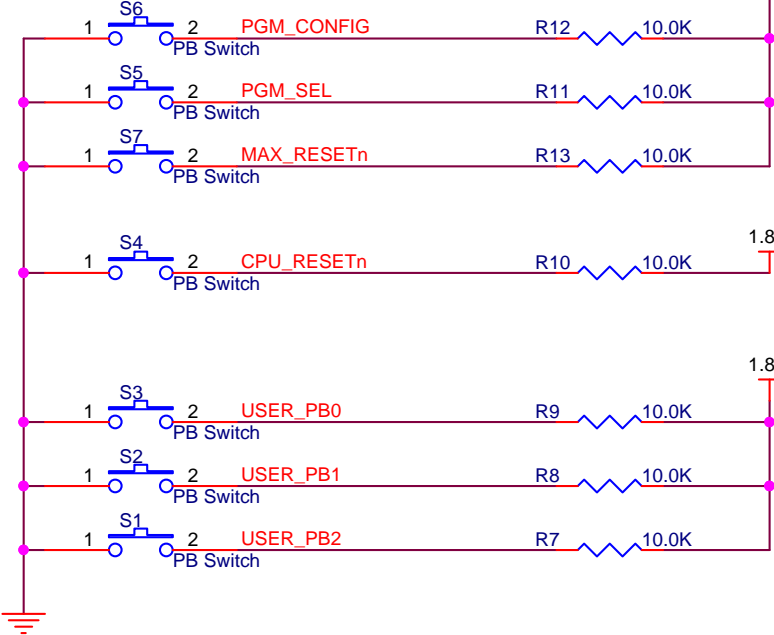 S6
1 2 PGM_CONFIG R12 10.0K
PB Switch
S5
1 2 PGM_SEL R11 10.0K
PB Switch
S7
1 2 MAX_RESETn R13 10.0K
PB Switch
1.8
S4
1 2 CPU_RESETn R10 10.0K
PB Switch
1.8
S3
1 2 USER_PB0 R9 10.0K
PB Switch
S2
1 2 USER_PB1 R8 10.0K
PB Switch
S1
1 2 USER_PB2 R7 10.0K
PB Switch